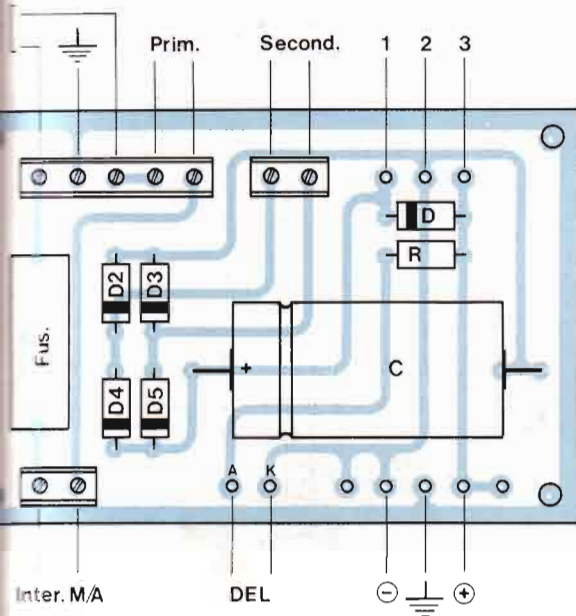 Prim. Second. 1 2 3
D
R
D2 D3
Fus.
+ C
D4 D5
A K
Inter. M/A DEL − +